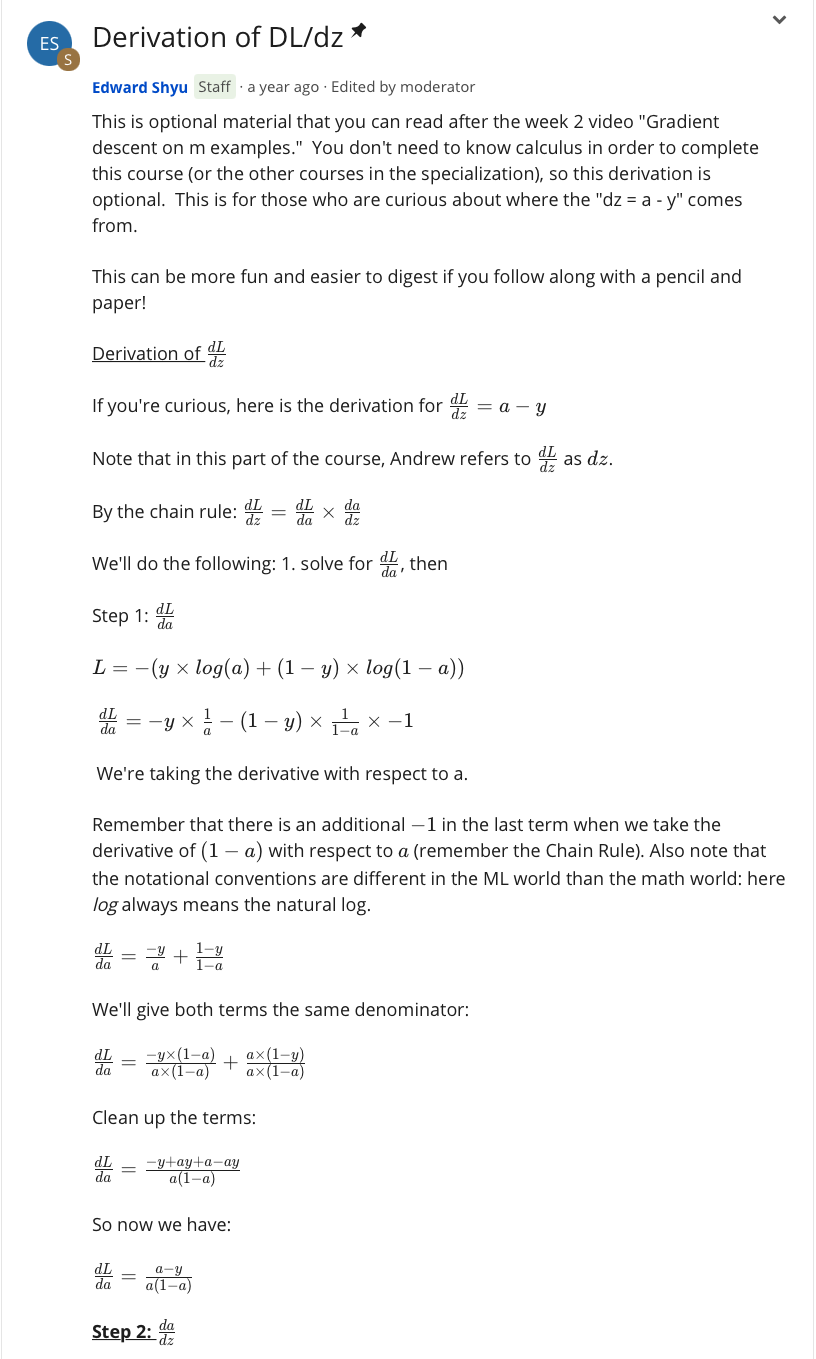 ES
S
Derivation of DL/dz
Edward Shyu Staff · a year ago · Edited by moderator
This is optional material that you can read after the week 2 video "Gradient
descent on m examples."  You don't need to know calculus in order to complete
this course (or the other courses in the specialization), so this derivation is
optional.  This is for those who are curious about where the "dz = a - y" comes
from.
This can be more fun and easier to digest if you follow along with a pencil and
paper!
Derivation of \frac{dL}{dz}
If you're curious, here is the derivation for \frac{dL}{dz} = a - y
Note that in this part of the course, Andrew refers to \frac{dL}{dz} as dz.
By the chain rule: \frac{dL}{dz} = \frac{dL}{da} × \frac{da}{dz}
We'll do the following: 1. solve for \frac{dL}{da}, then
Step 1: \frac{dL}{da}
L = -(y × log(a) + (1 - y) × log(1 - a))
\frac{dL}{da} = -y × \frac{1}{a} - (1 - y) × \frac{1}{1-a} × -1
We're taking the derivative with respect to a.
Remember that there is an additional -1 in the last term when we take the
derivative of (1 - a) with respect to a (remember the Chain Rule). Also note that
the notational conventions are different in the ML world than the math world: here
log always means the natural log.
\frac{dL}{da} = \frac{-y}{a} + \frac{1-y}{1-a}
We'll give both terms the same denominator:
\frac{dL}{da} = \frac{-y×(1-a)}{a×(1-a)} + \frac{a×(1-y)}{a×(1-a)}
Clean up the terms:
\frac{dL}{da} = \frac{-y+ay+a-ay}{a(1-a)}
So now we have:
\frac{dL}{da} = \frac{a-y}{a(1-a)}
Step 2: \frac{da}{dz}